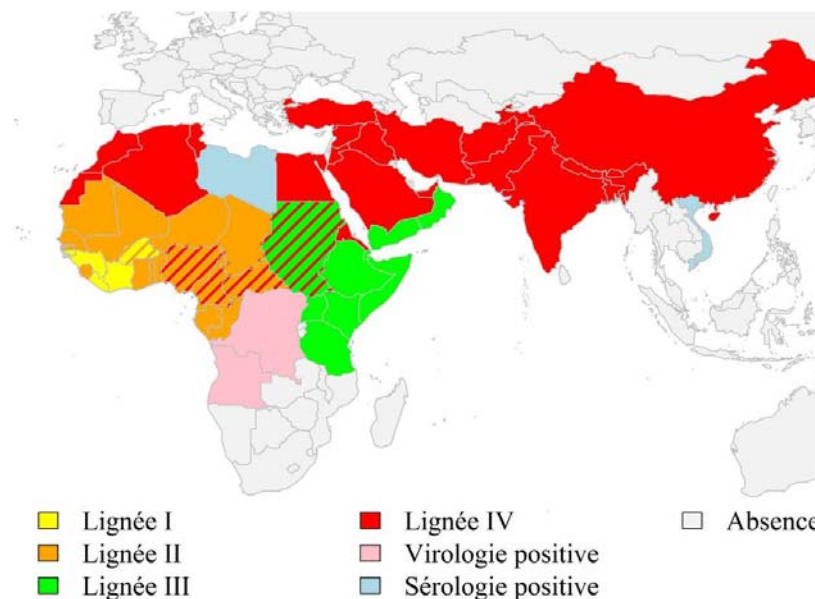 Lignée I
Lignée II
Lignée III
Lignée IV
Virologie positive
Sérologie positive
Absence